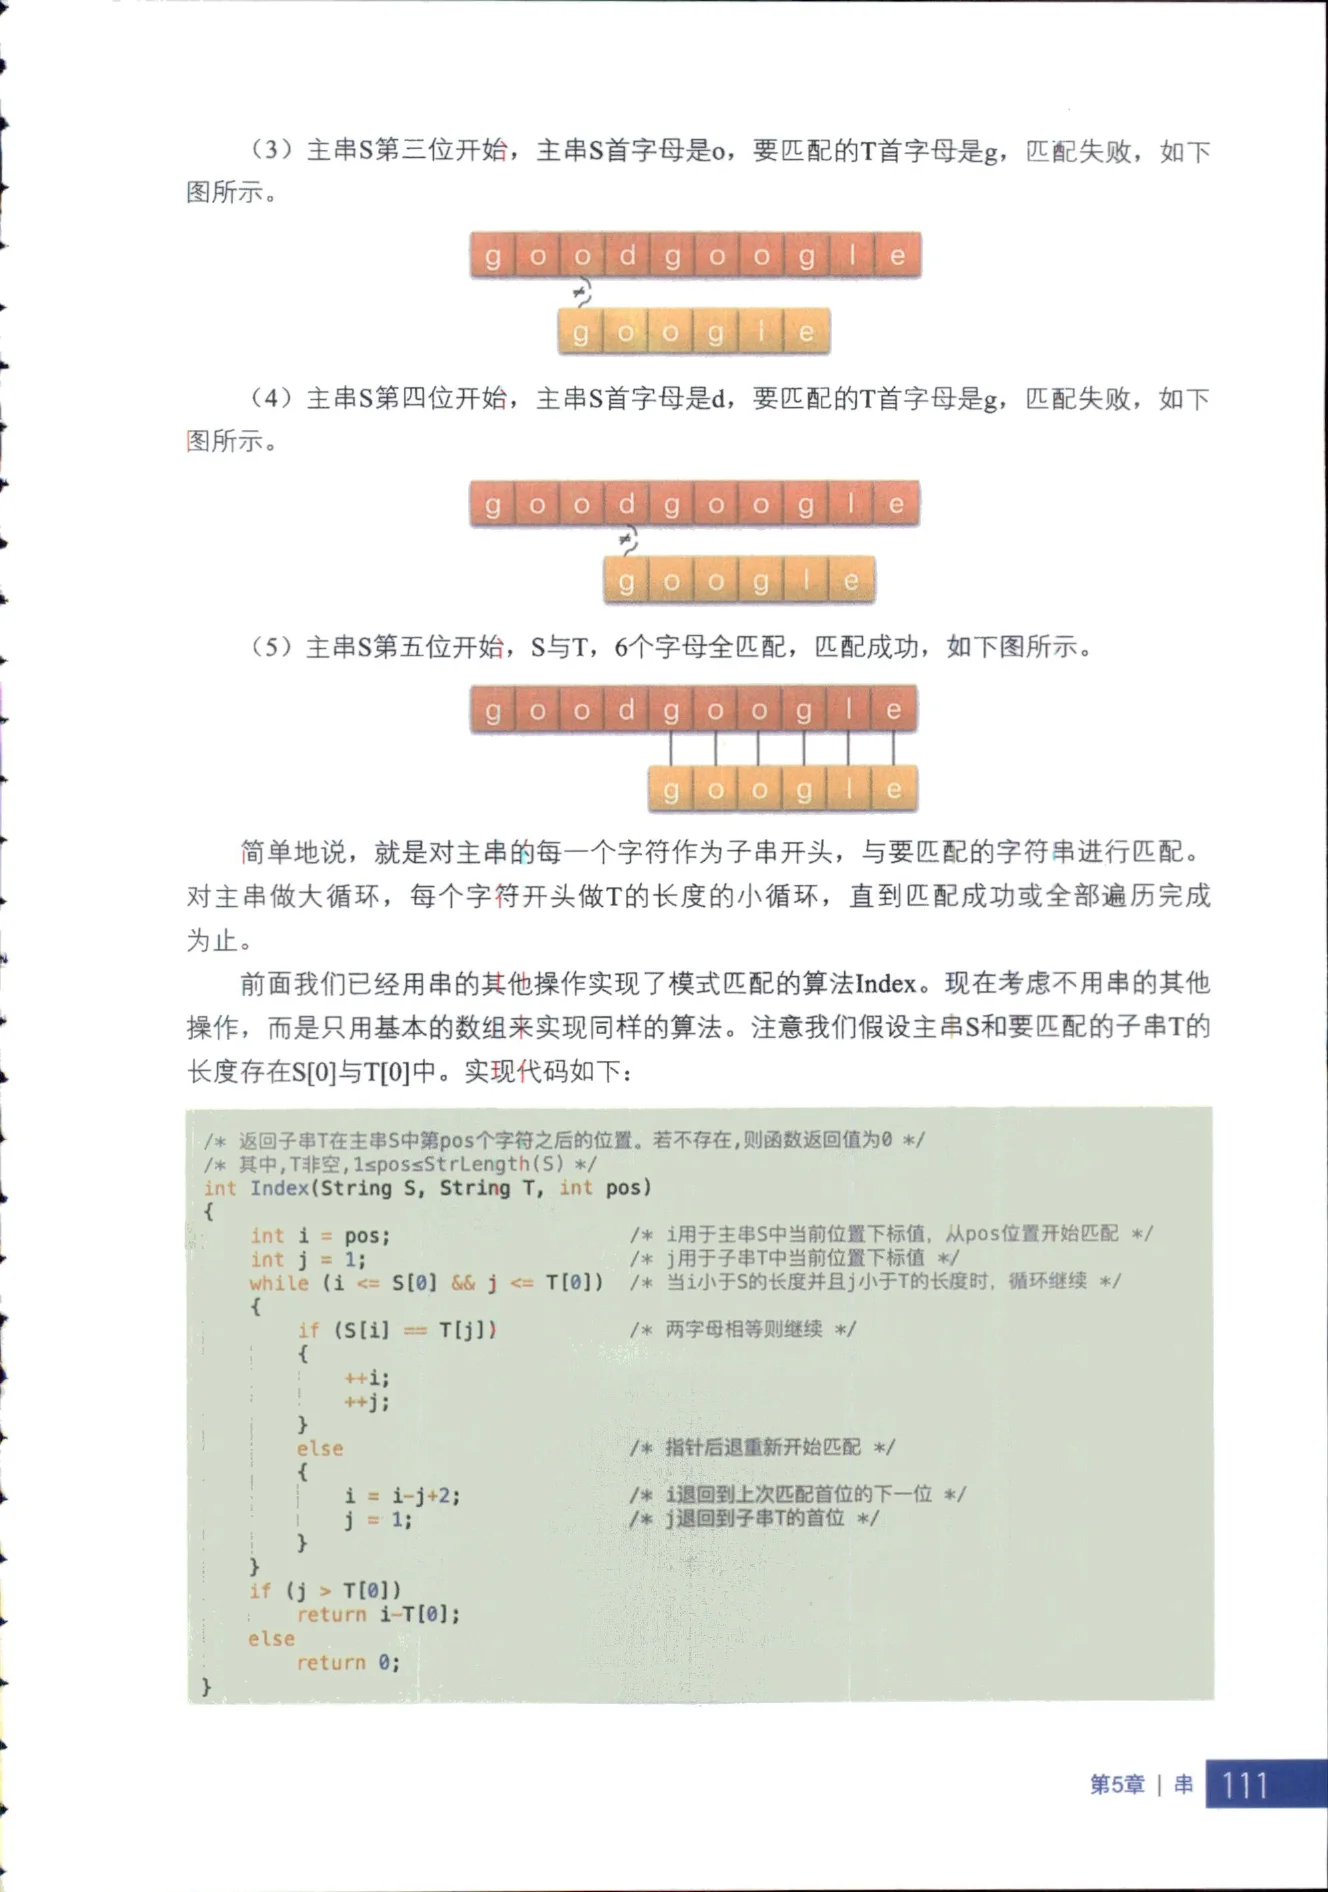 （3）主串S第三位开始，主串S首字母是o，要匹配的T首字母是g，匹配失败，如下
图所示。
g o o d g o o g l e
≠
g o o g l e
（4）主串S第四位开始，主串S首字母是d，要匹配的T首字母是g，匹配失败，如下
图所示。
g o o d g o o g l e
≠
g o o g l e
（5）主串S第五位开始，S与T，6个字母全匹配，匹配成功，如下图所示。
g o o d g o o g l e
g o o g l e
简单地说，就是对主串的每一个字符作为子串开头，与要匹配的字符串进行匹配。
对主串做大循环，每个字符开头做T的长度的小循环，直到匹配成功或全部遍历完成
为止。
前面我们已经用串的其他操作实现了模式匹配的算法Index。现在考虑不用串的其他
操作，而是只用基本的数组来实现同样的算法。注意我们假设主串S和要匹配的子串T的
长度存在S[0]与T[0]中。实现代码如下：
/* 返回子串T在主串S中第pos个字符之后的位置。若不存在,则函数返回值为0 */
/* 其中,T非空,1≤pos≤StrLength(S) */
int Index(String S, String T, int pos)
{
int i = pos; /* i用于主串S中当前位置下标值，从pos位置开始匹配 */
int j = 1; /* j用于子串T中当前位置下标值 */
while (i <= S[0] && j <= T[0]) /* 当i小于S的长度并且j小于T的长度时，循环继续 */
{
if (S[i] == T[j]) /* 两字母相等则继续 */
{
++i;
++j;
}
else /* 指针后退重新开始匹配 */
{
i = i-j+2; /* i退回到上次匹配首位的下一位 */
j = 1; /* j退回到子串T的首位 */
}
}
if (j > T[0])
return i-T[0];
else
return 0;
}
第5章 | 串 111